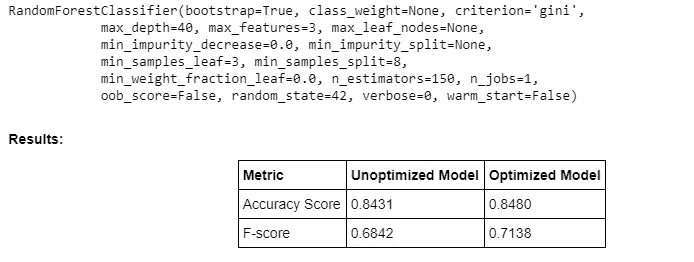 RandomForestClassifier(bootstrap=True, class_weight=None, criterion='gini',
max_depth=40, max_features=3, max_leaf_nodes=None,
min_impurity_decrease=0.0, min_impurity_split=None,
min_samples_leaf=3, min_samples_split=8,
min_weight_fraction_leaf=0.0, n_estimators=150, n_jobs=1,
oob_score=False, random_state=42, verbose=0, warm_start=False)
Results:
Metric Unoptimized Model Optimized Model
Accuracy Score 0.8431 0.8480
F-score 0.6842 0.7138